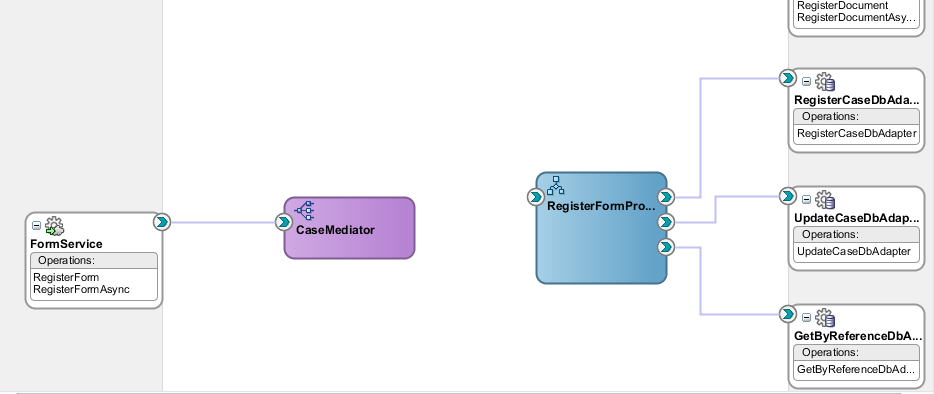 RegisterDocument
RegisterDocumentAsy...
RegisterCaseDbAda...
Operations:
RegisterCaseDbAdapter
RegisterFormPro...
UpdateCaseDbAdap...
Operations:
UpdateCaseDbAdapter
CaseMediator
FormService
Operations:
RegisterForm
RegisterFormAsync
GetByReferenceDbA...
Operations:
GetByReferenceDbAd...